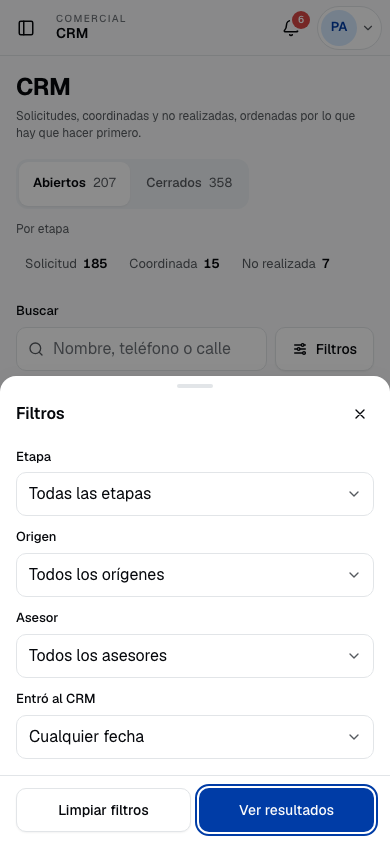 COMERCIAL
CRM
6
PA
CRM
Solicitudes, coordinadas y no realizadas, ordenadas por lo que
hay que hacer primero.
Abiertos 207
Cerrados 358
Por etapa
Solicitud 185
Coordinada 15
No realizada 7
Buscar
Nombre, teléfono o calle
Filtros
Filtros
Etapa
Todas las etapas
Origen
Todos los orígenes
Asesor
Todos los asesores
Entró al CRM
Cualquier fecha
Limpiar filtros
Ver resultados